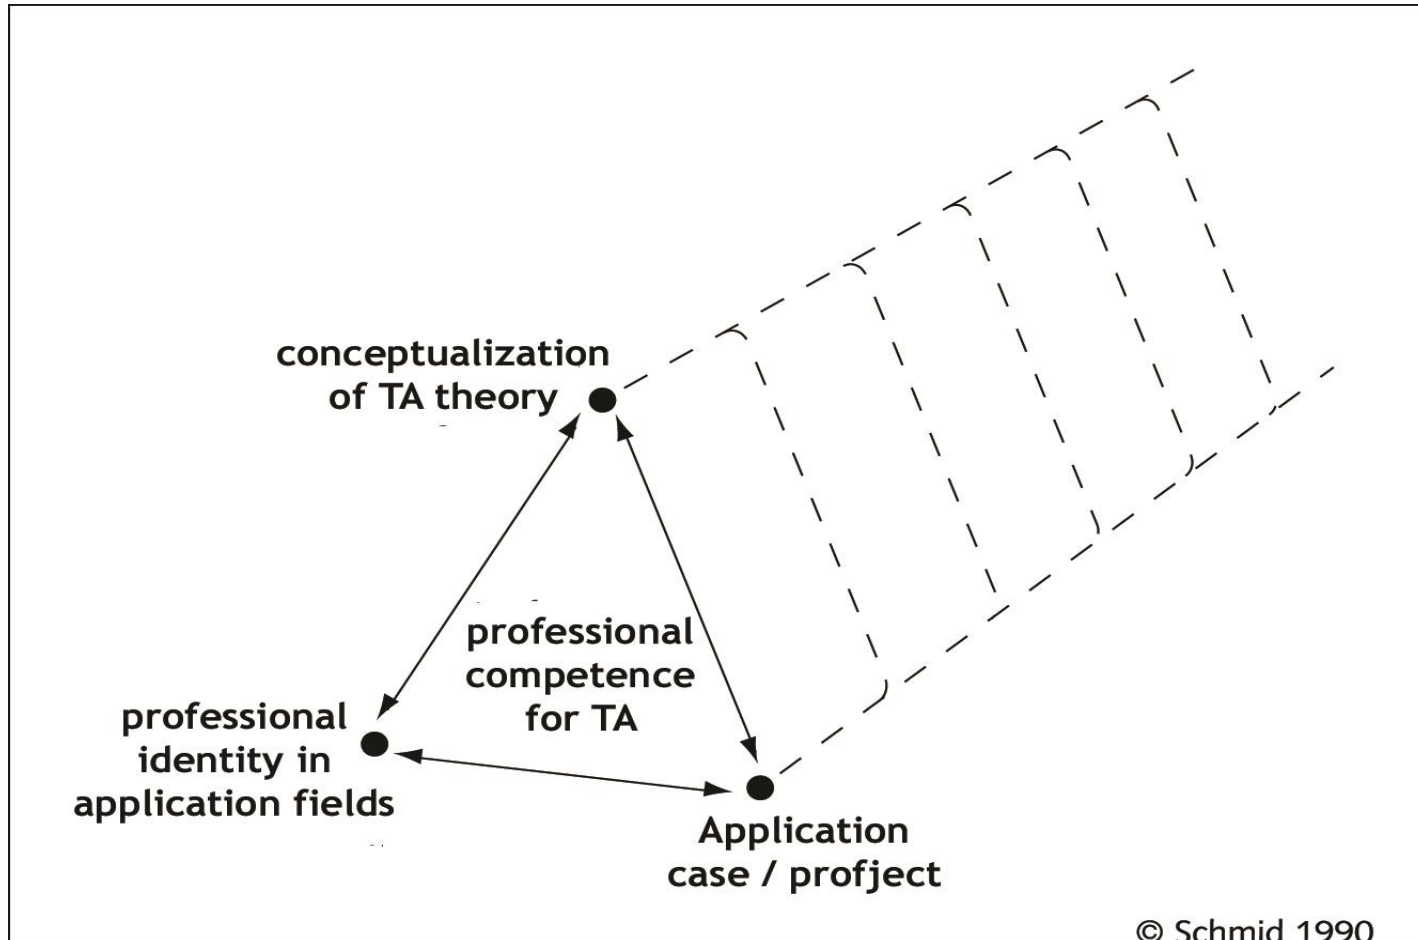 conceptualization
of TA theory
professional
competence
for TA
professional
identity in
application fields
Application
case / profject
© Schmid 1990